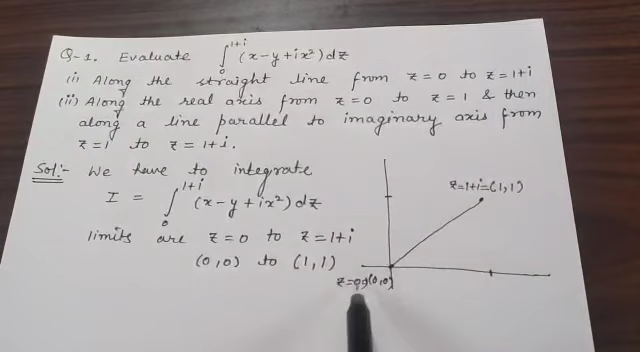 Q-1. Evaluate ∫₀¹⁺ⁱ (x-y+ix²)dz
(i) Along the straight line from z=0 to z=1+i
(ii) Along the real axis from z=0 to z=1 & then
along a line parallel to imaginary axis from
z=1 to z=1+i.
Sol:- We have to integrate
I = ∫₀¹⁺ⁱ (x-y+ix²)dz
limits are z=0 to z=1+i
(0,0) to (1,1)
z=1+i=(1,1)
(0,0)